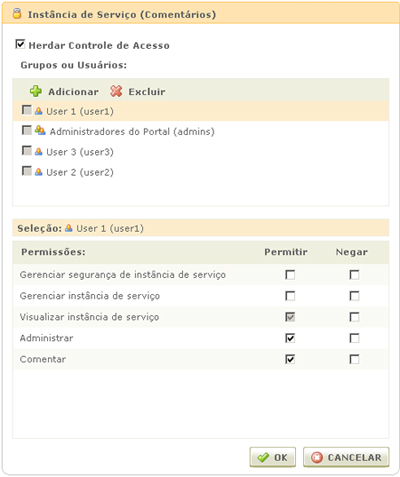 Instância de Serviço (Comentários)
Herdar Controle de Acesso
Grupos ou Usuários:
Adicionar Excluir
User 1 (user1)
Administradores do Portal (admins)
User 3 (user3)
User 2 (user2)
Seleção: User 1 (user1)
Permissões: Permitir Negar
Gerenciar segurança de instância de serviço
Gerenciar instância de serviço
Visualizar instância de serviço
Administrar
Comentar
OK CANCELAR